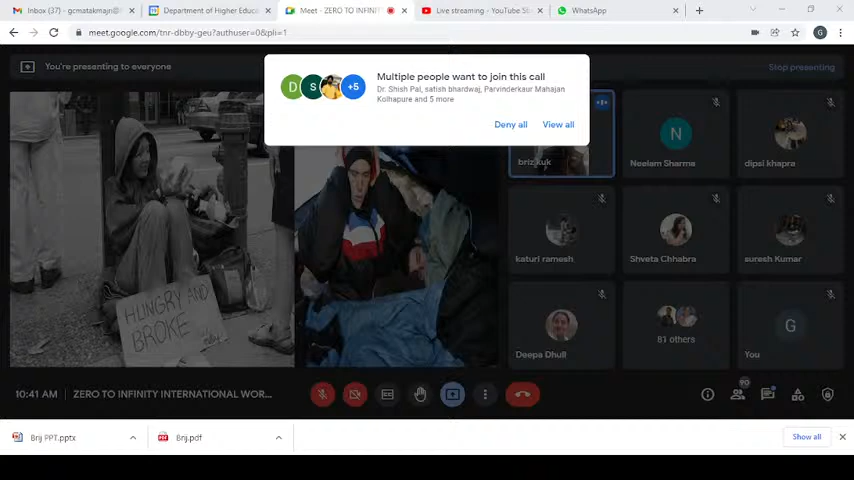 Inbox (37) - gcmatakmajn@
Department of Higher Educa
Meet - ZERO TO INFIN
Live streaming - YouTube St
WhatsApp
meet.google.com/tnr-dbby-geu?authuser=0&pli=1
G
You're presenting to everyone
Stop presenting
Multiple people want to join this call
D S +5
Dr. Shish Pal, satish bhardwaj, Parvinderkaur Mahajan
Kolhapure and 5 more
Deny all View all
brijkuk
N
Neelam Sharma
dipsi khapra
katuri ramesh
Shveta Chhabra
suresh Kumar
HUNGRY AND
BROKE
Deepa Dhull
81 others
G
You
10:41 AM | ZERO TO INFINITY INTERNATIONAL WOR...
90
Brij PPT.pptx
Brij.pdf
Show all